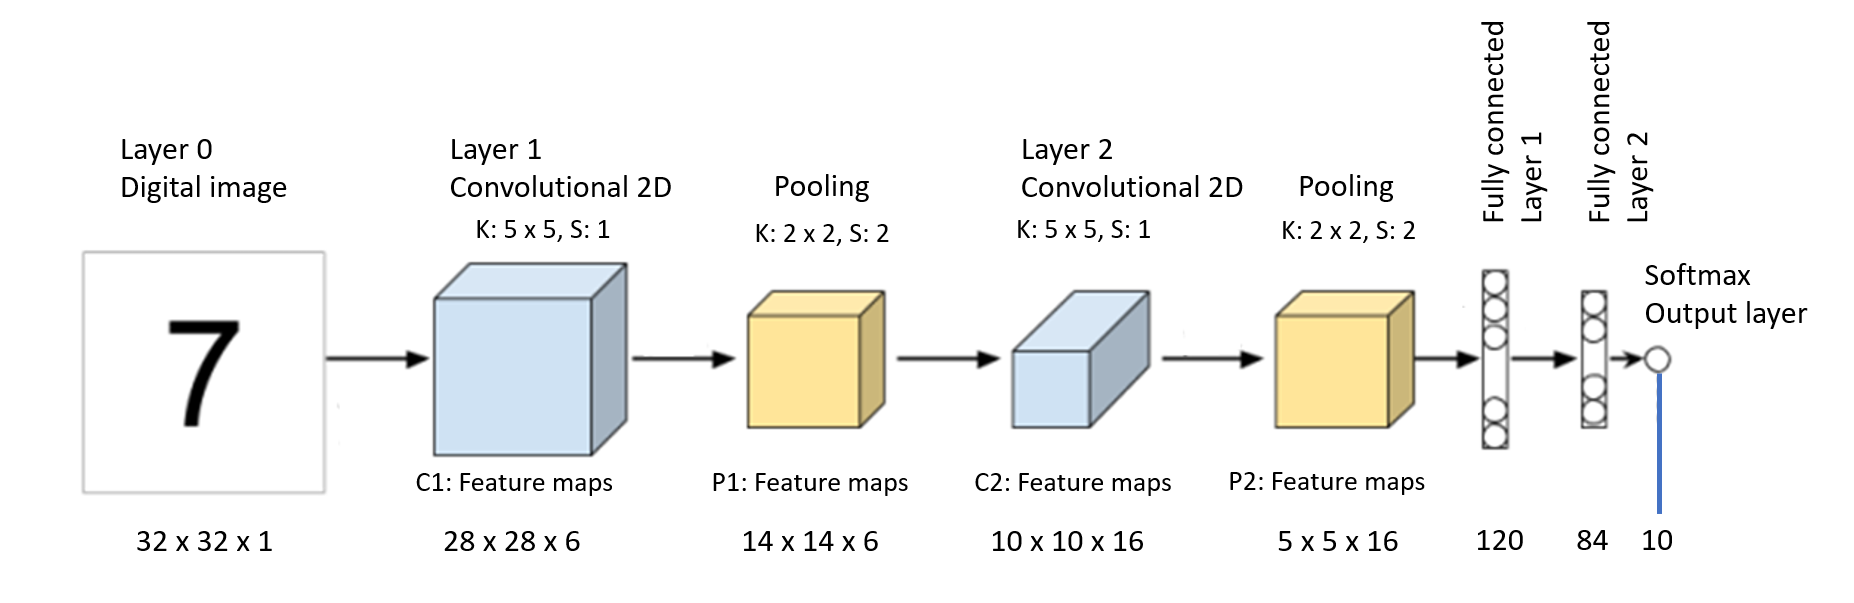 Layer 0
Digital image
7
32 x 32 x 1
Layer 1
Convolutional 2D
K: 5 x 5, S: 1
C1: Feature maps
28 x 28 x 6
Pooling
K: 2 x 2, S: 2
P1: Feature maps
14 x 14 x 6
Layer 2
Convolutional 2D
K: 5 x 5, S: 1
C2: Feature maps
10 x 10 x 16
Pooling
K: 2 x 2, S: 2
P2: Feature maps
5 x 5 x 16
Fully connected
Layer 1
120
Fully connected
Layer 2
84
Softmax
Output layer
10